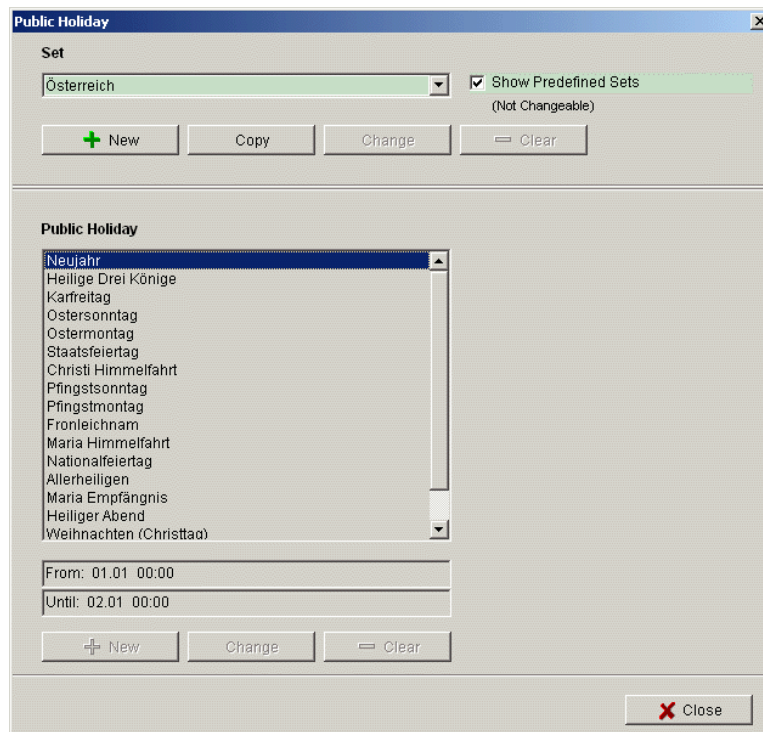 Public Holiday
Set
Österreich
Show Predefined Sets
(Not Changeable)
New Copy Change Clear
Public Holiday
Neujahr
Heilige Drei Könige
Karfreitag
Ostersonntag
Ostermontag
Staatsfeiertag
Christi Himmelfahrt
Pfingstsonntag
Pfingstmontag
Fronleichnam
Maria Himmelfahrt
Nationalfeiertag
Allerheiligen
Maria Empfängnis
Heiliger Abend
Weihnachten (Christtag)
From: 01.01 00:00
Until: 02.01 00:00
New Change Clear
Close